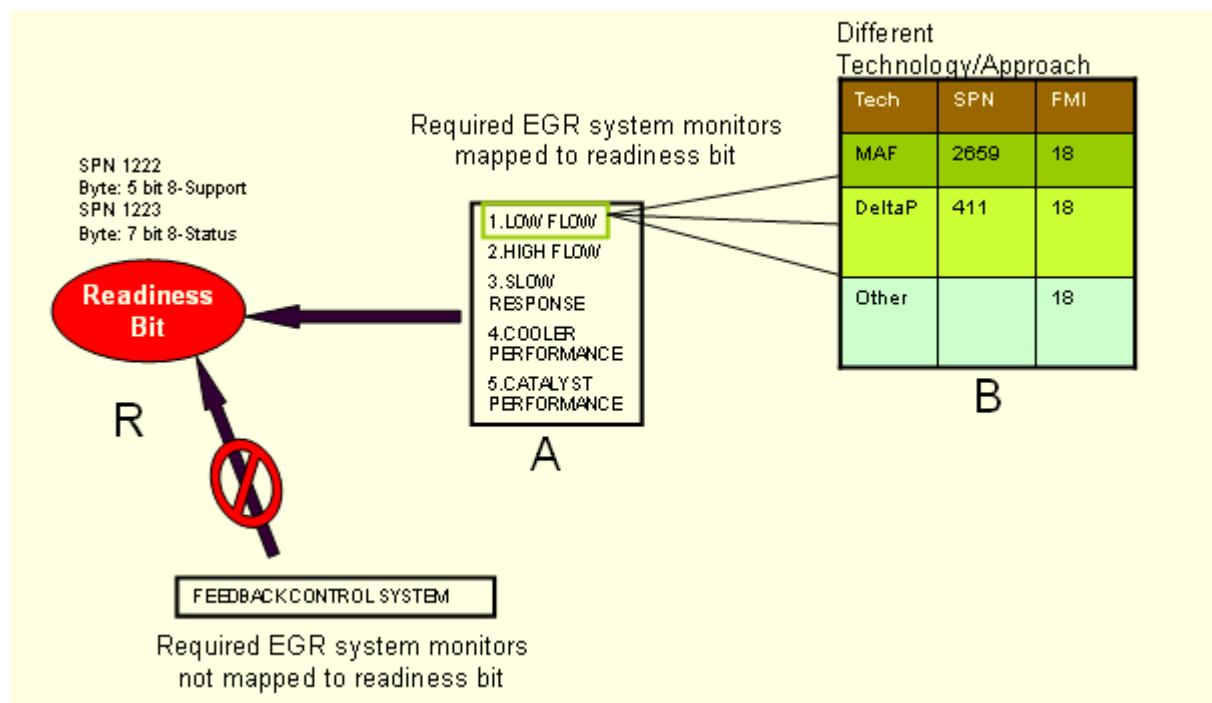 Different
Technology/Approach
Tech SPN FMI
MAF 2659 18
DeltaP 411 18
Other 18
B
Required EGR system monitors
mapped to readiness bit
1.LOW FLOW
2.HIGH FLOW
3.SLOW
RESPONSE
4.COOLER
PERFORMANCE
5.CATALYST
PERFORMANCE
A
SPN 1222
Byte: 5 bit 8-Support
SPN 1223
Byte: 7 bit 8-Status
Readiness
Bit
R
FEEDBACK CONTROL SYSTEM
Required EGR system monitors
not mapped to readiness bit